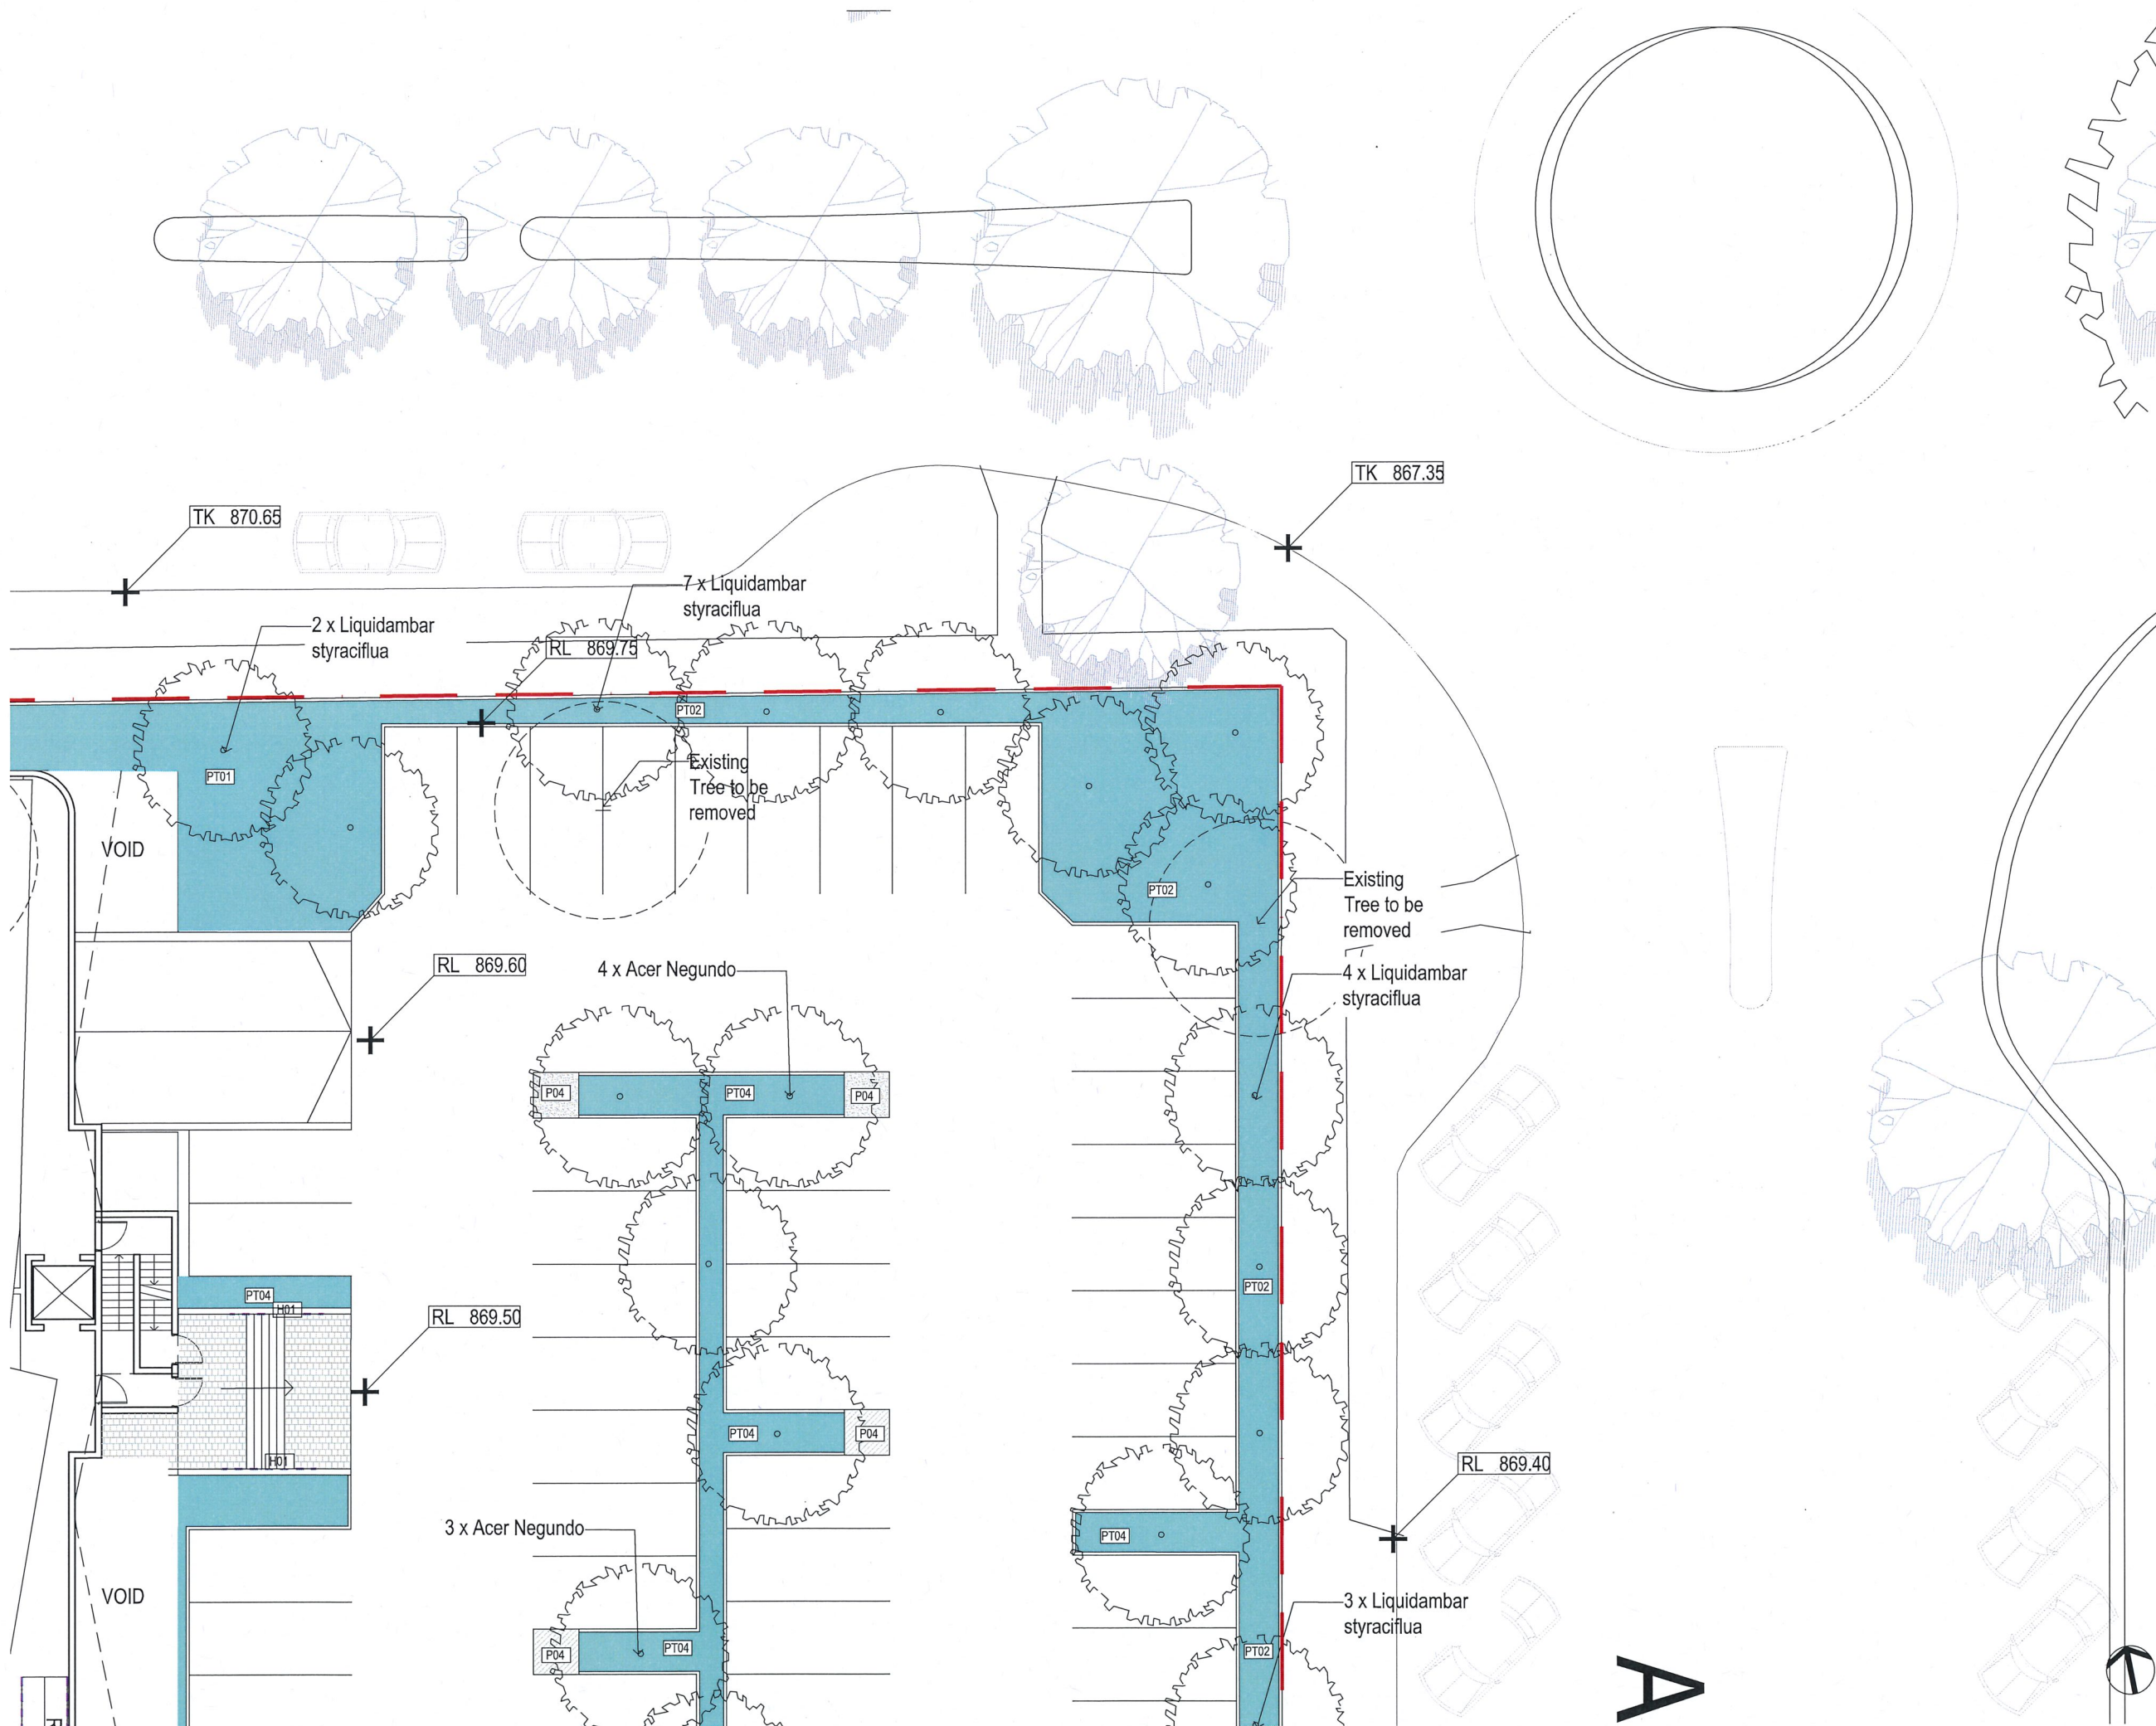 TK 867.35
TK 870.65
7 x Liquidambar
styraciflua
2 x Liquidambar
styraciflua
RL 869.75
PT02
Existing
Tree to be
removed
PT01
VOID
PT02
Existing
Tree to be
removed
RL 869.60
4 x Acer Negundo
4 x Liquidambar
styraciflua
P04
PT04
P04
PT04
H01
PT02
RL 869.50
PT04
P04
H01
RL 869.40
3 x Acer Negundo
PT04
VOID
3 x Liquidambar
styraciflua
P04
PT04
PT02
A